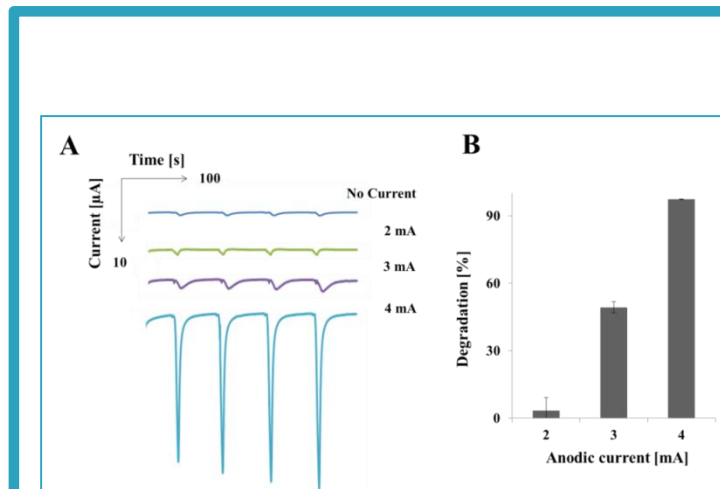 A
Time [s]
100
Current [µA]
10
No Current
2 mA
3 mA
4 mA
B
Degradation [%]
90
60
30
0
2
3
4
Anodic current [mA]